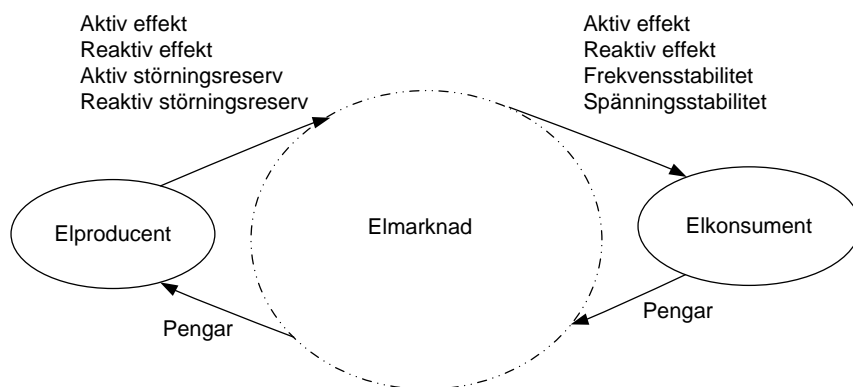 Aktiv effekt
Reaktiv effekt
Aktiv störningsreserv
Reaktiv störningsreserv
Aktiv effekt
Reaktiv effekt
Frekvensstabilitet
Spänningsstabilitet
Elproducent
Elmarknad
Elkonsument
Pengar
Pengar